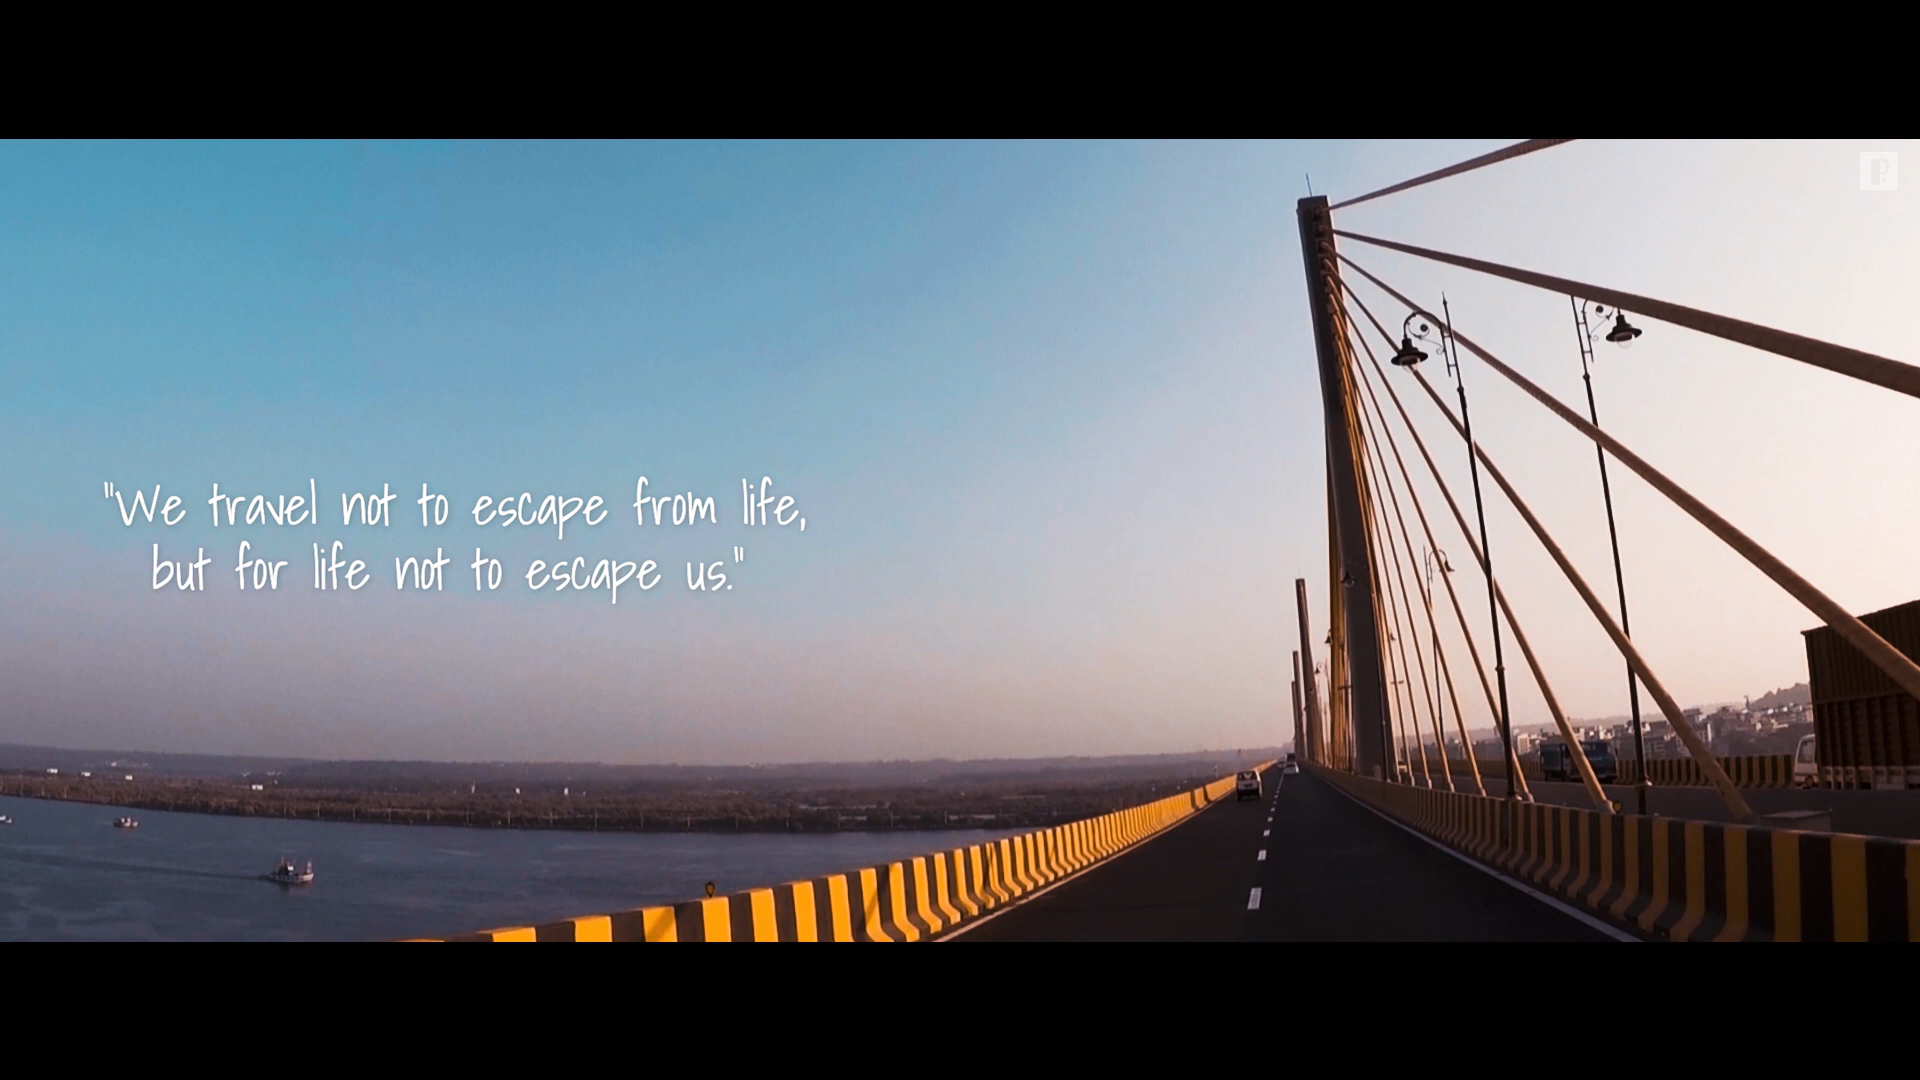 "We travel not to escape from life,
but for life not to escape us."